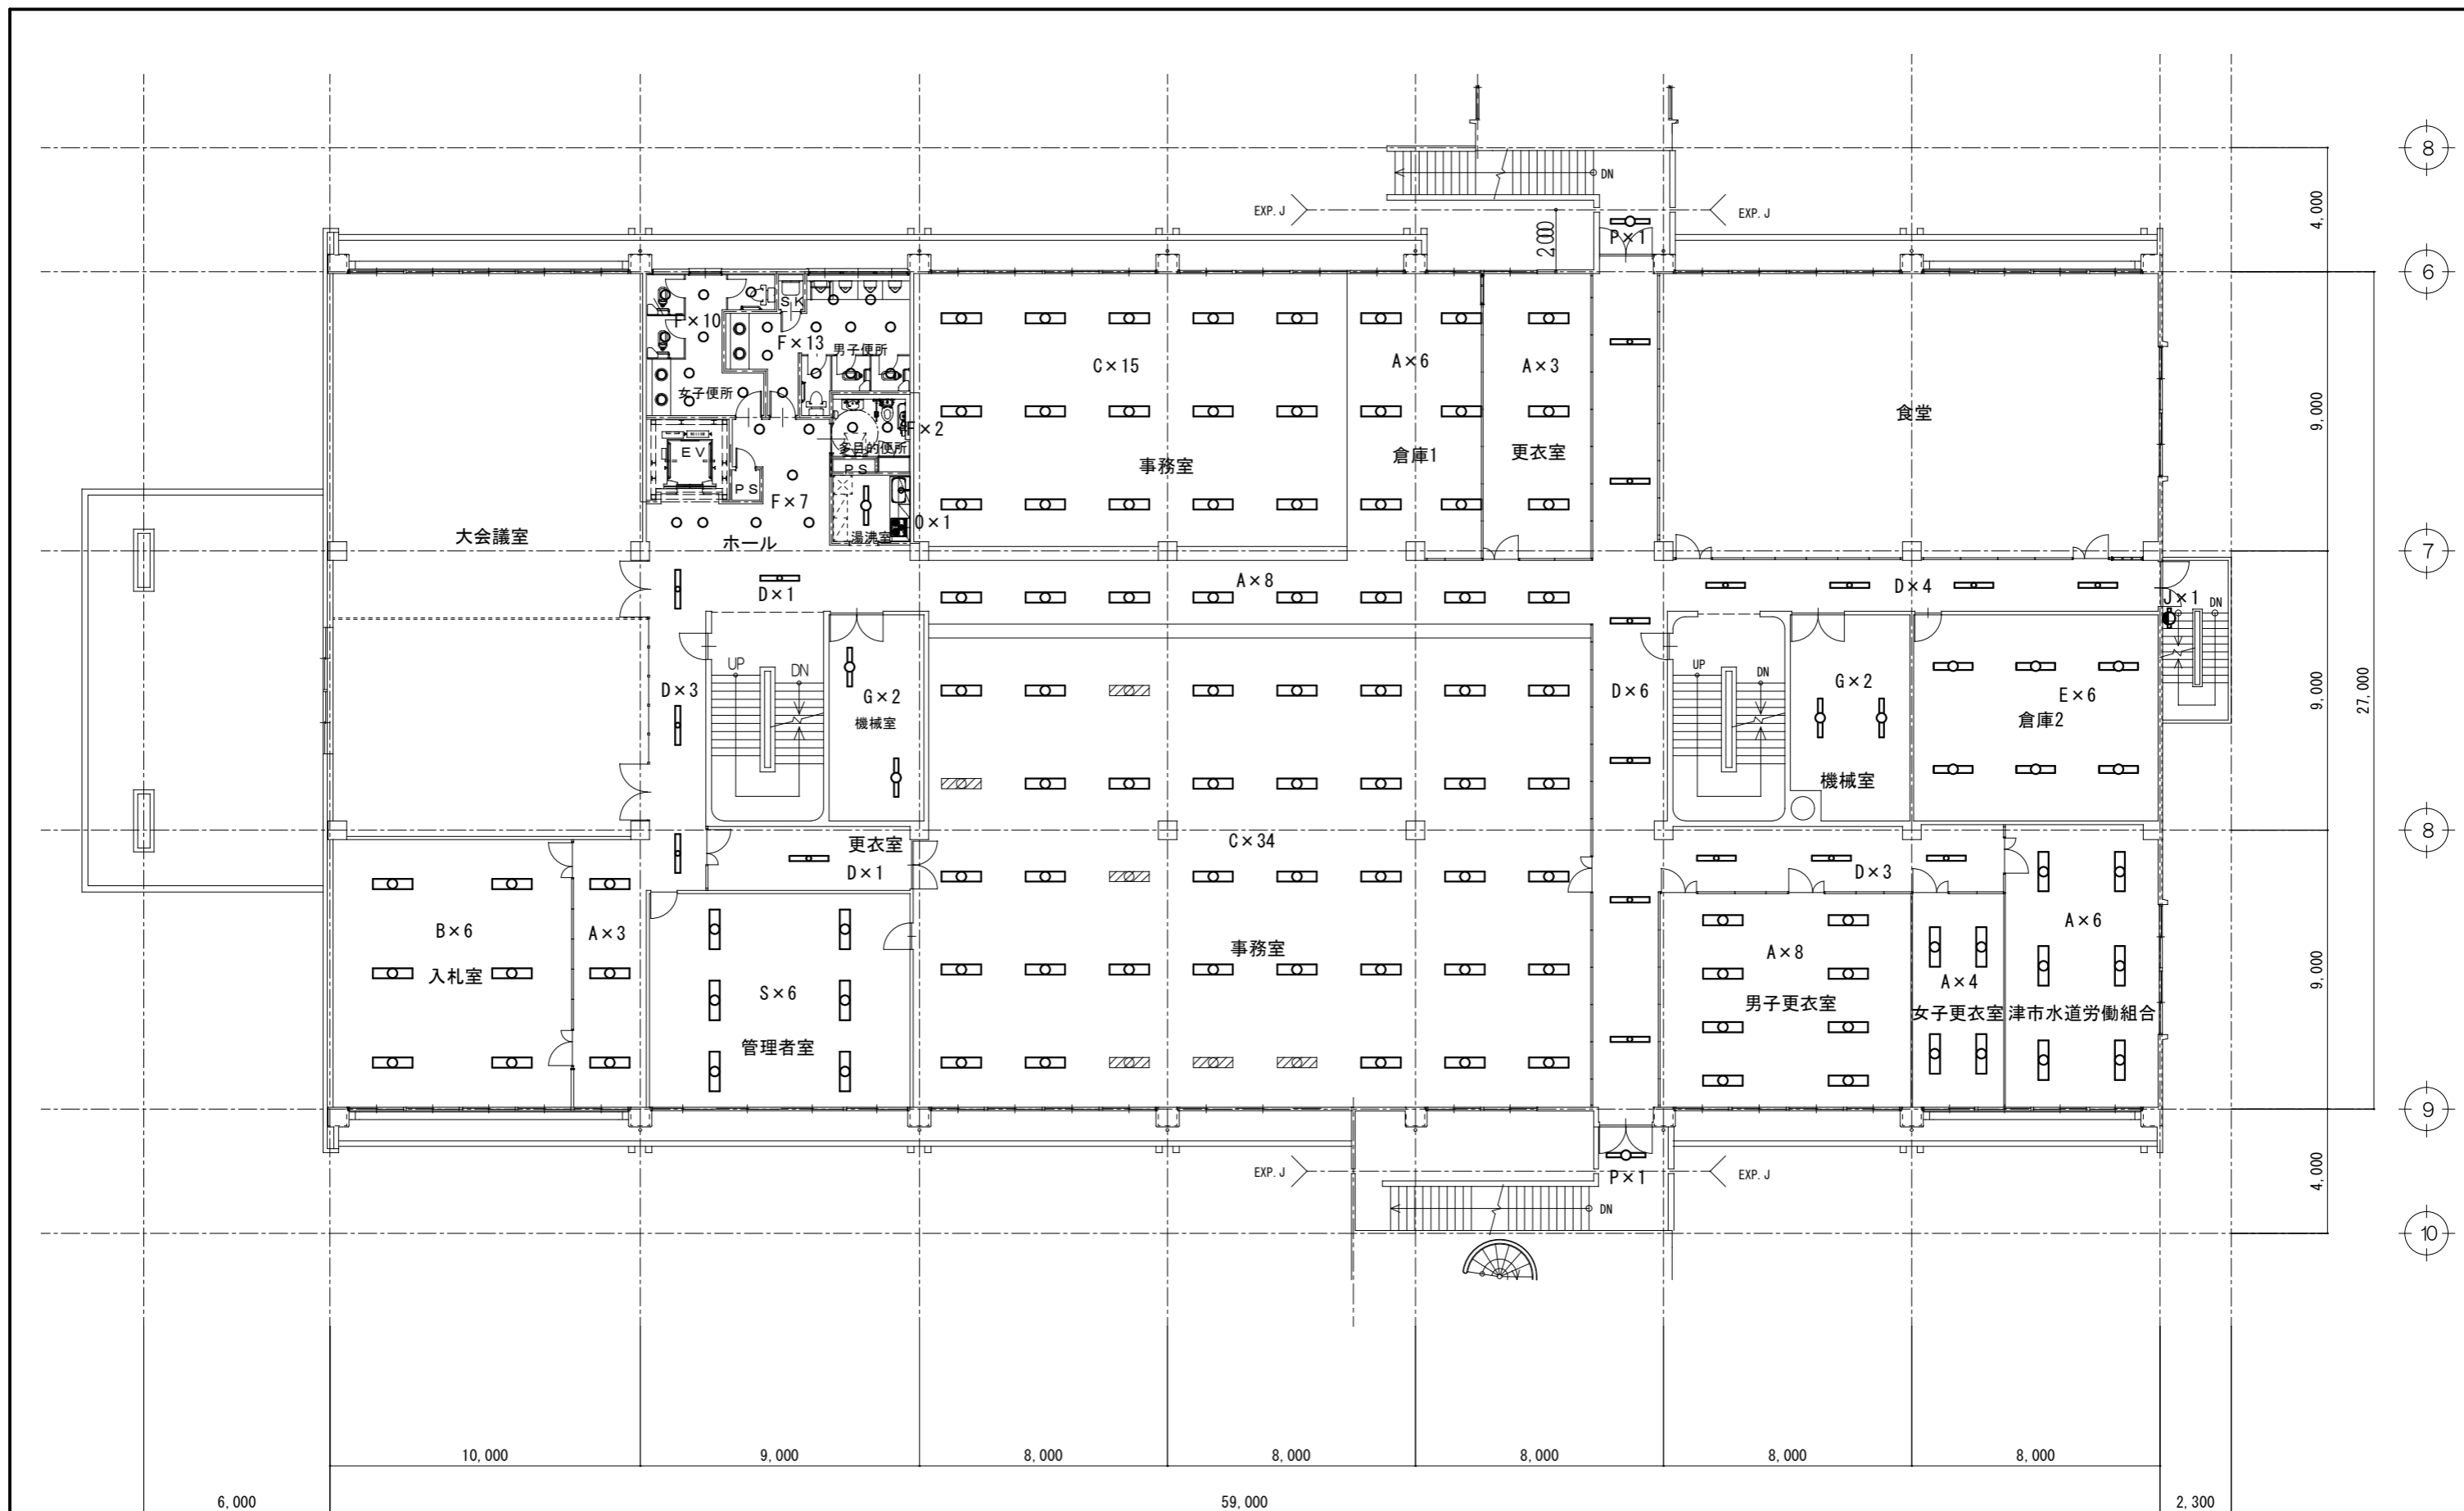 8
DN
EXP.J
EXP.J
4,000
2,000
P×1
6
SK
F×10
F×13
男子便所
C×15
A×6
A×3
女子便所
食堂
9,000
F×2
多目的便所
EV
PS
事務室
倉庫1
更衣室
PS
F×7
O×1
大会議室
ホール
湯沸室
7
D×1
A×8
D×4
J×1
DN
UP
DN
UP
DN
D×3
G×2
機械室
D×6
G×2
E×6
倉庫2
9,000
27,000
機械室
8
更衣室
D×1
C×34
D×3
B×6
A×3
A×6
入札室
事務室
A×8
A×4
9,000
S×6
男子更衣室
女子更衣室
津市水道労働組合
管理者室
9
EXP.J
EXP.J
P×1
4,000
DN
10
10,000
9,000
8,000
8,000
8,000
8,000
8,000
6,000
59,000
2,300